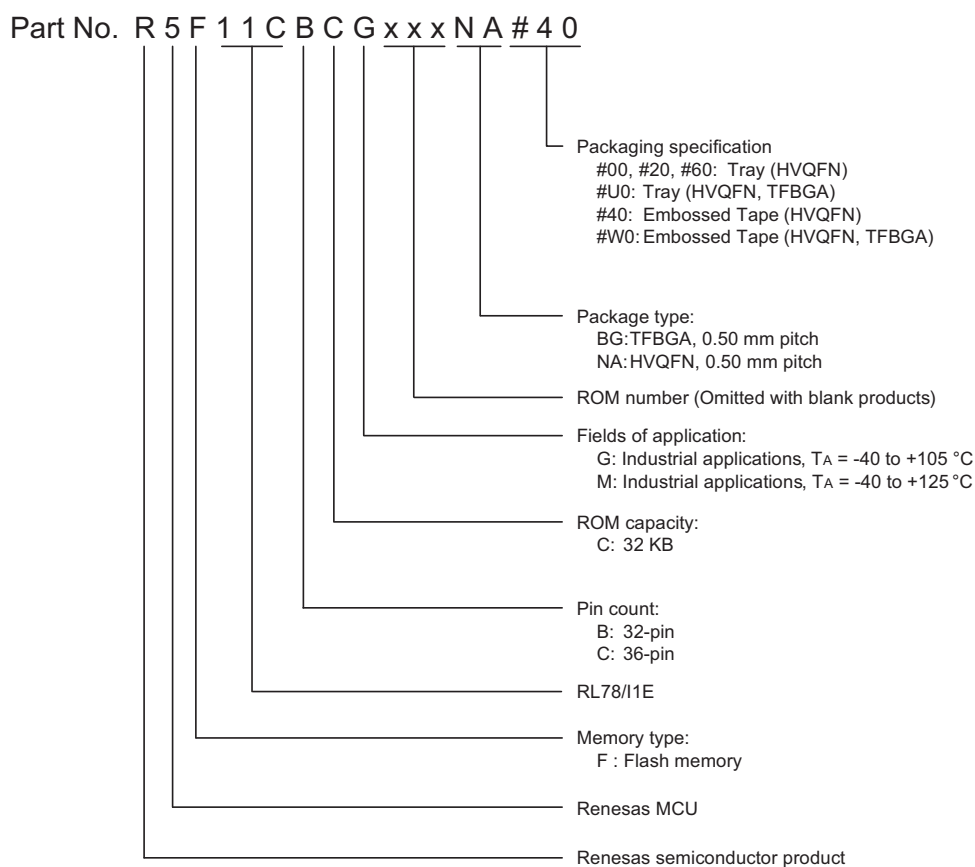 Part No. R 5 F 1 1 C B C G x x x N A # 4 0
Packaging specification
#00, #20, #60: Tray (HVQFN)
#U0: Tray (HVQFN, TFBGA)
#40: Embossed Tape (HVQFN)
#W0: Embossed Tape (HVQFN, TFBGA)
Package type:
BG: TFBGA, 0.50 mm pitch
NA: HVQFN, 0.50 mm pitch
ROM number (Omitted with blank products)
Fields of application:
G: Industrial applications, TA = -40 to +105 °C
M: Industrial applications, TA = -40 to +125 °C
ROM capacity:
C: 32 KB
Pin count:
B: 32-pin
C: 36-pin
RL78/I1E
Memory type:
F : Flash memory
Renesas MCU
Renesas semiconductor product